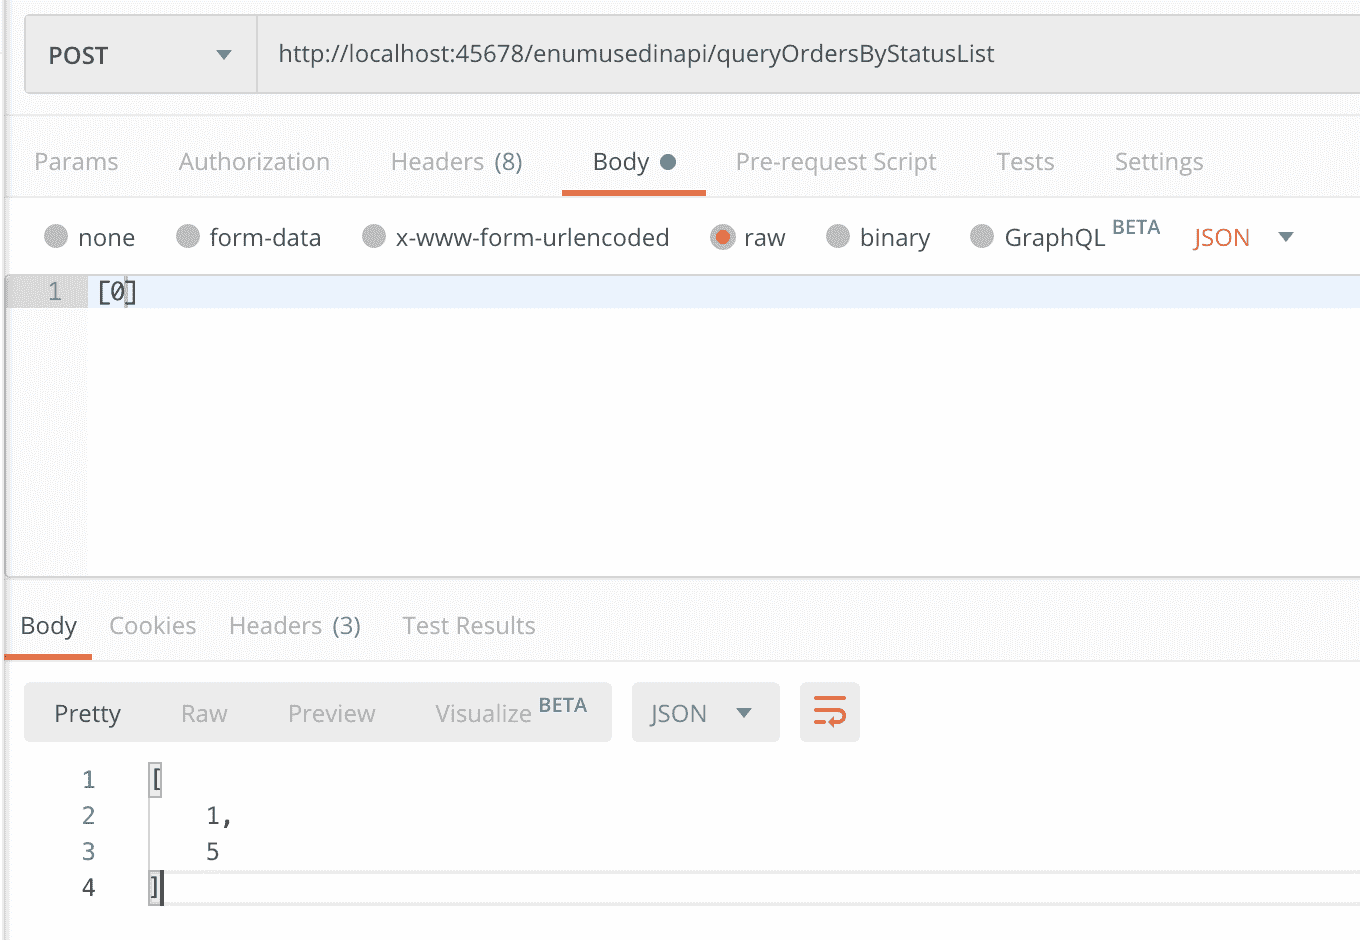 POST http://localhost:45678/enumusedinapi/queryOrdersByStatusList
Params Authorization Headers (8) Body Pre-request Script Tests Settings
none form-data x-www-form-urlencoded raw binary GraphQL BETA JSON
1 [0]
Body Cookies Headers (3) Test Results
Pretty Raw Preview Visualize BETA JSON
1 [
2 1,
3 5
4 ]